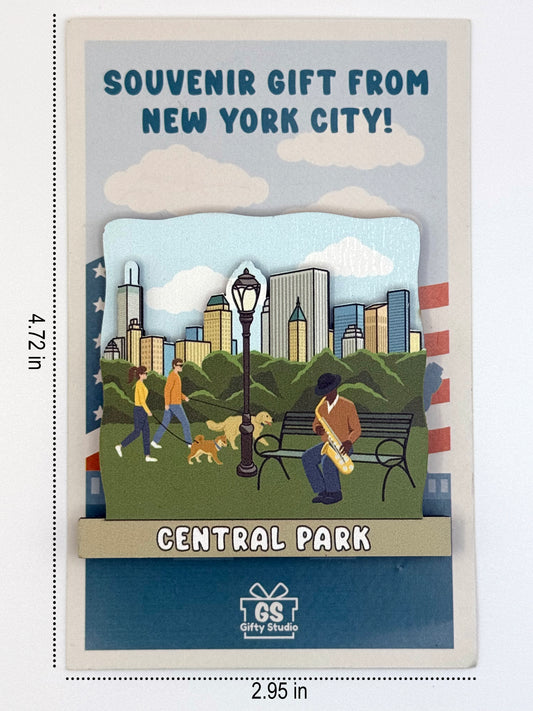 SOUVENIR GIFT FROM
NEW YORK CITY!
4.72 in
CENTRAL PARK
GS
Gifty Studio
2.95 in